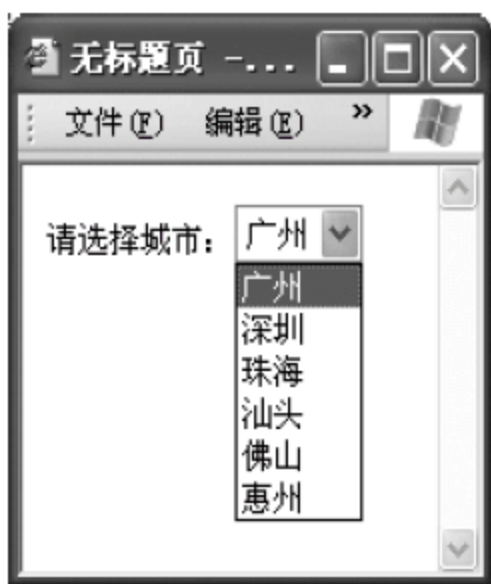 无标题页 -...
文件(F) 编辑(E) »
请选择城市： 广州
广州
深圳
珠海
汕头
佛山
惠州